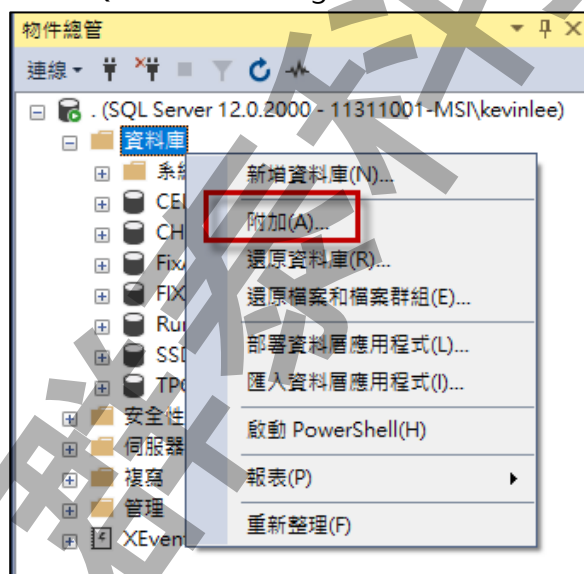 物件總管
連線
. (SQL Server 12.0.2000 - 11311001-MSI\kevinlee)
資料庫
新增資料庫(N)...
附加(A)...
還原資料庫(R)...
還原檔案和檔案群組(E)...
部署資料層應用程式(L)...
匯入資料層應用程式(I)...
啟動 PowerShell(H)
報表(P)
重新整理(F)
安全性
伺服器
複寫
管理
XEvent